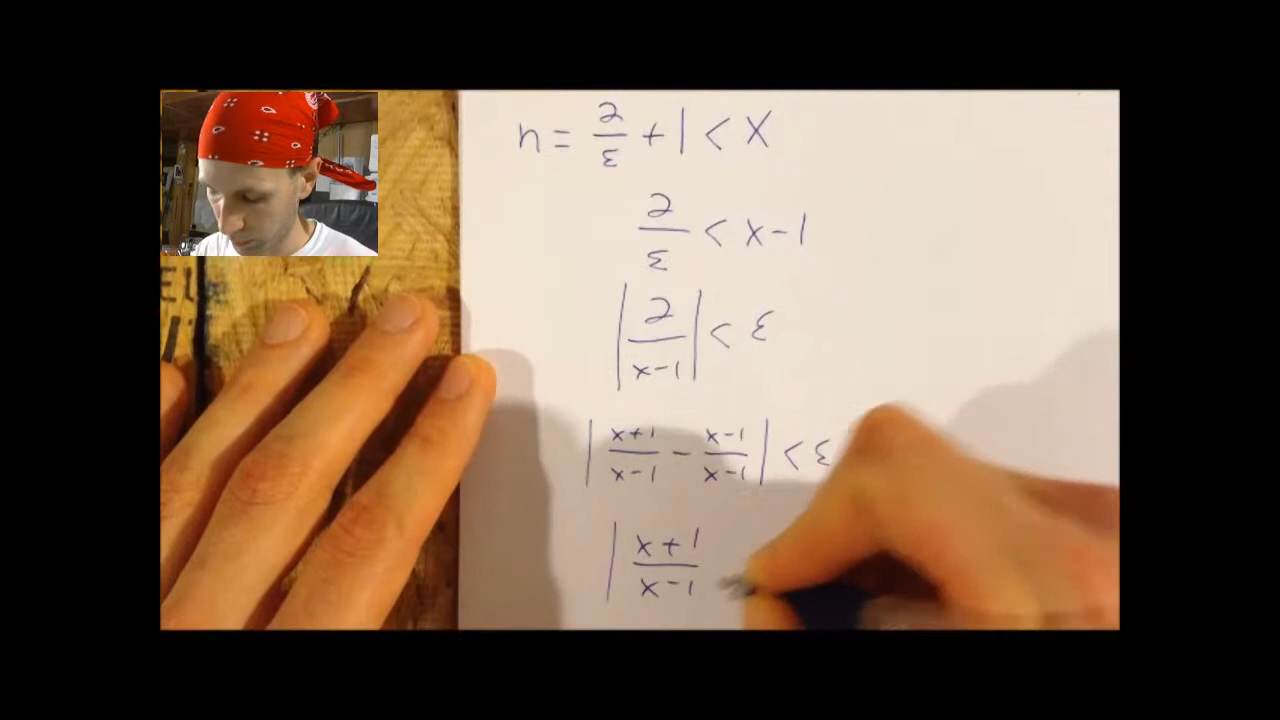 n = 2/ε + 1 < x
2/ε < x-1
|2/(x-1)| < ε
|(x+1)/(x-1) - (x-1)/(x-1)| < ε
|(x+1)/(x-1)